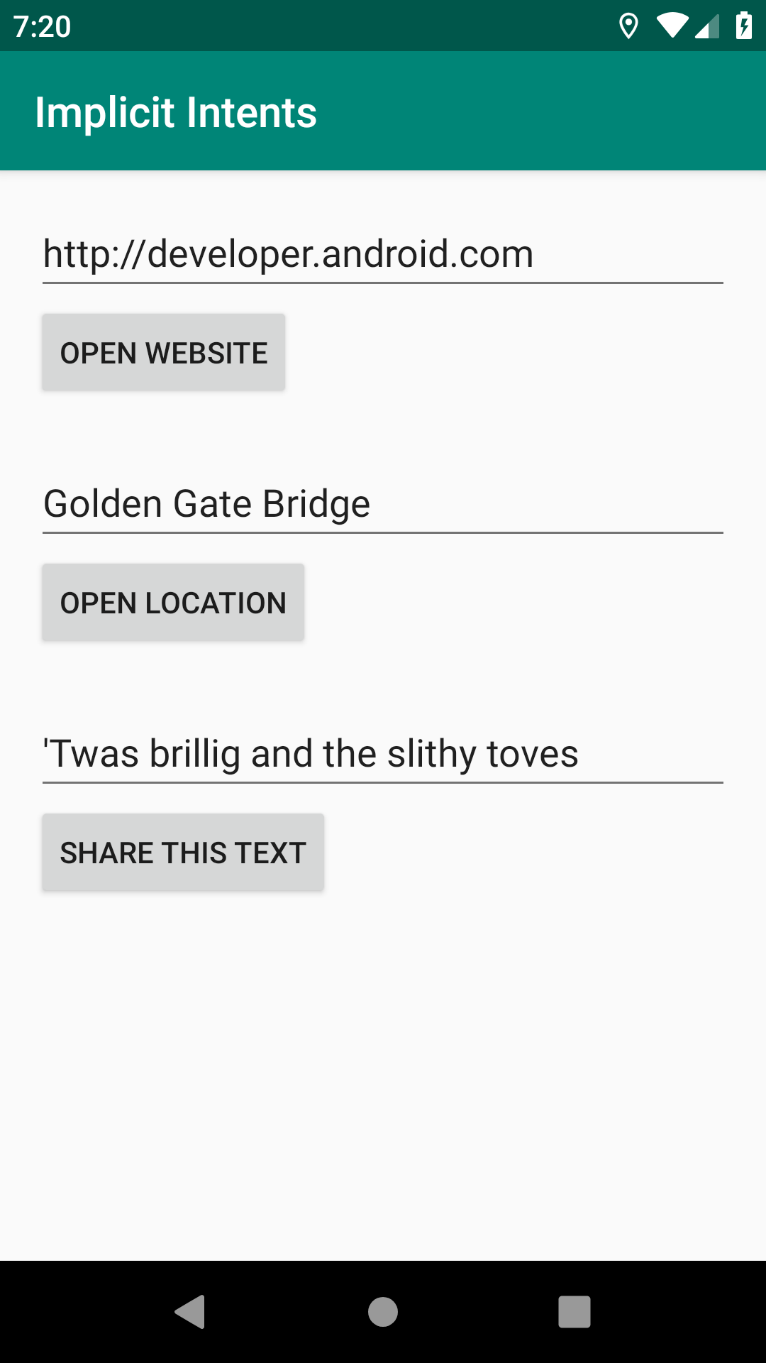 7:20
Implicit Intents
http://developer.android.com
OPEN WEBSITE
Golden Gate Bridge
OPEN LOCATION
'Twas brillig and the slithy toves
SHARE THIS TEXT